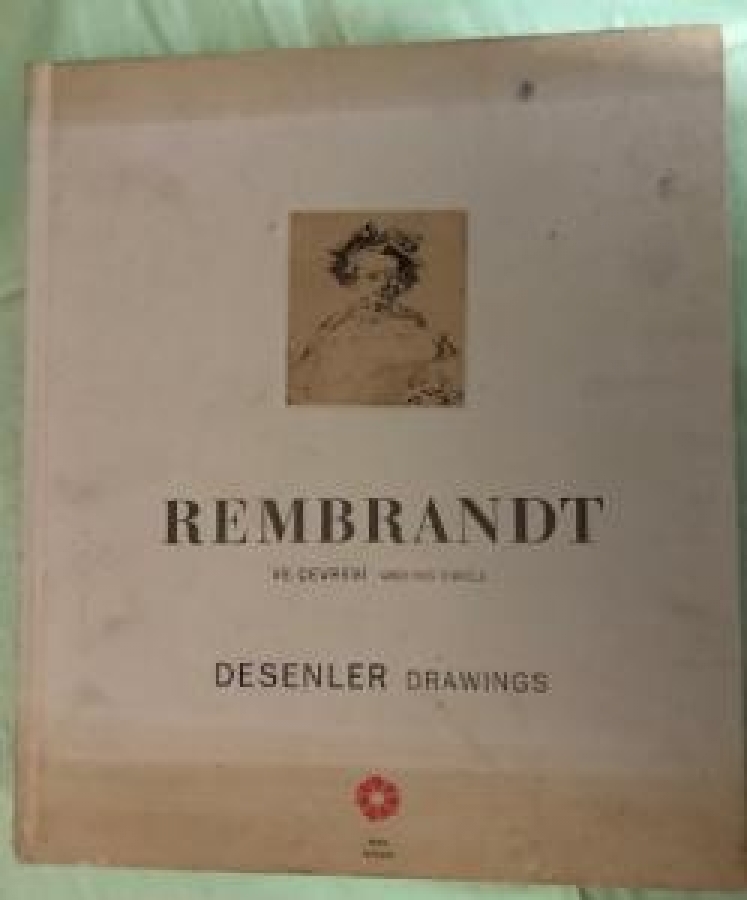 REMBRANDT
VE ÇEVRESİ AND HIS CIRCLE
DESENLER DRAWINGS